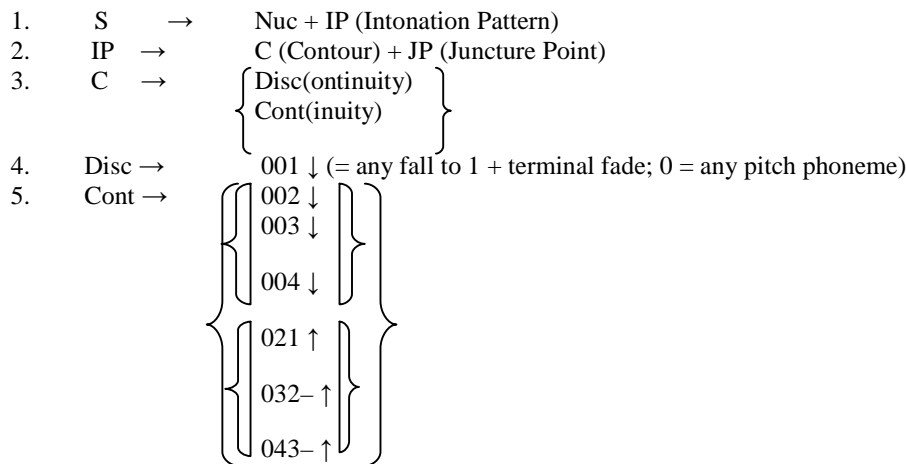 1. S → Nuc + IP (Intonation Pattern)
2. IP → C (Contour) + JP (Juncture Point)
3. C → Disc(ontinuity)
Cont(inuity)
4. Disc → 001 ↓ (= any fall to 1 + terminal fade; 0 = any pitch phoneme)
5. Cont → 002 ↓
003 ↓
004 ↓
021 ↑
032– ↑
043– ↑